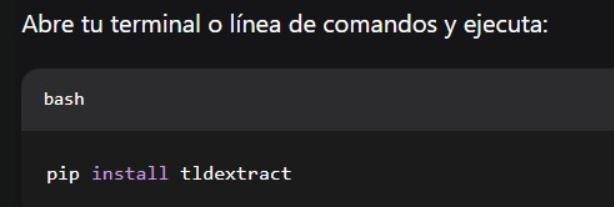 Abre tu terminal o línea de comandos y ejecuta:
bash
pip install tldextract